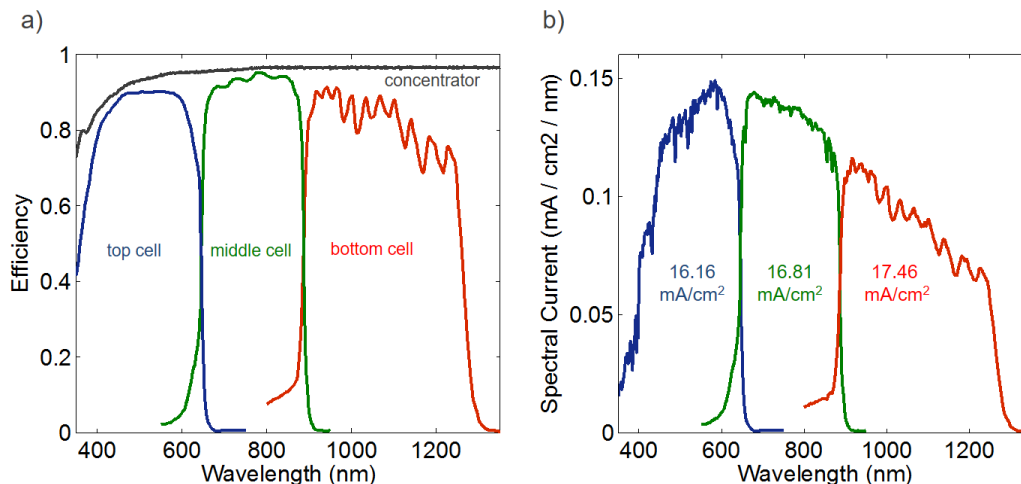 a)
1
0.8
0.6
0.4
0.2
0
Efficiency
concentrator
top cell
middle cell
bottom cell
400 600 800 1000 1200
Wavelength (nm)
b)
0.15
0.1
0.05
0
Spectral Current (mA / cm2 / nm)
16.16
mA/cm²
16.81
mA/cm²
17.46
mA/cm²
400 600 800 1000 1200
Wavelength (nm)